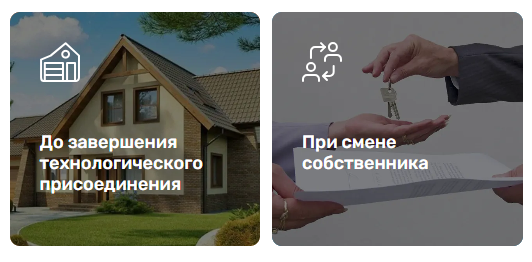 До завершения
технологического
присоединения
При смене
собственника